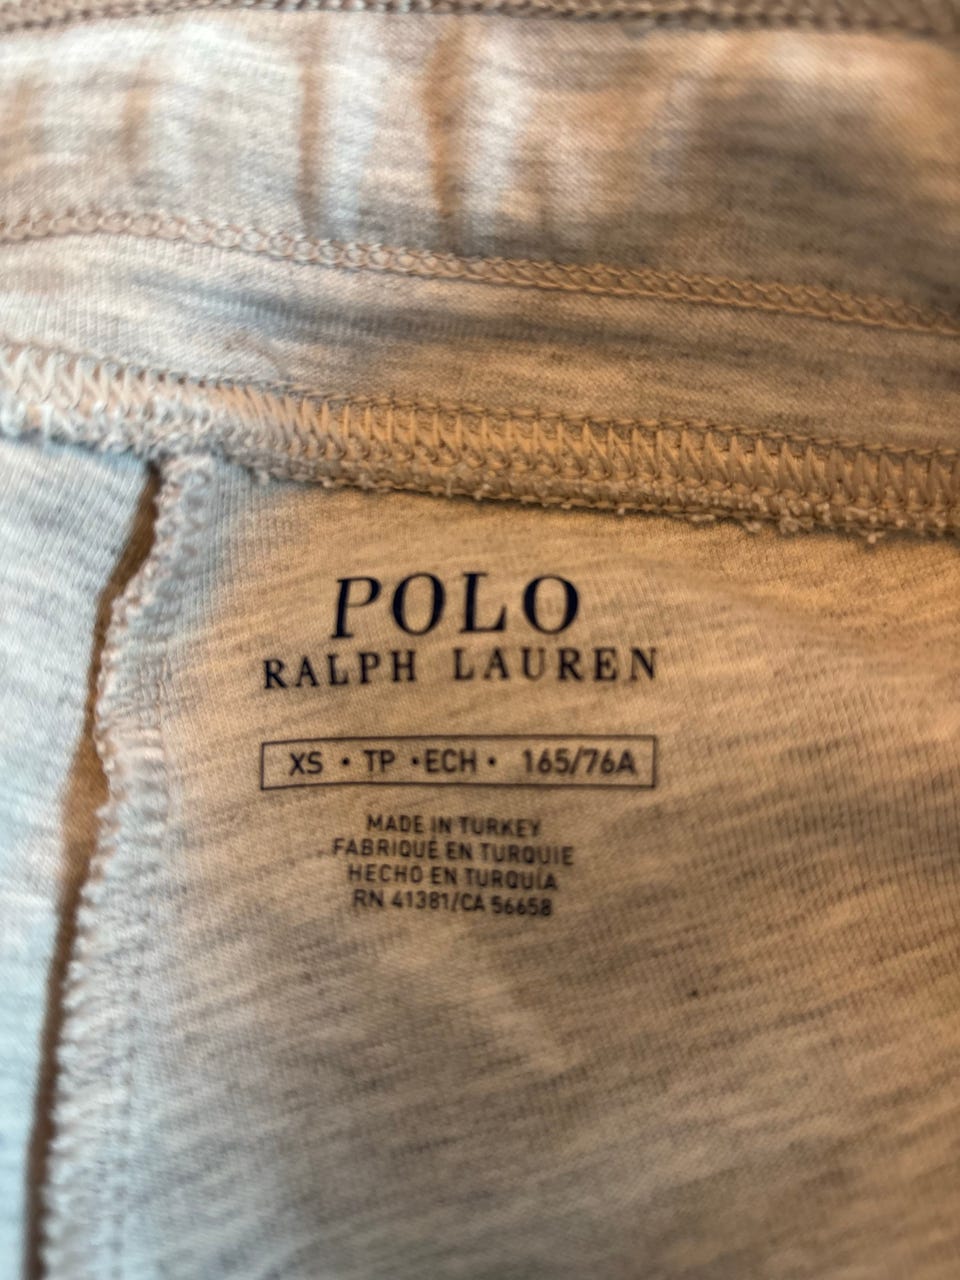 POLO
RALPH LAUREN
XS • TP • ECH • 165/76A
MADE IN TURKEY
FABRIQUÉ EN TURQUIE
HECHO EN TURQUÍA
RN 41381/CA 56658